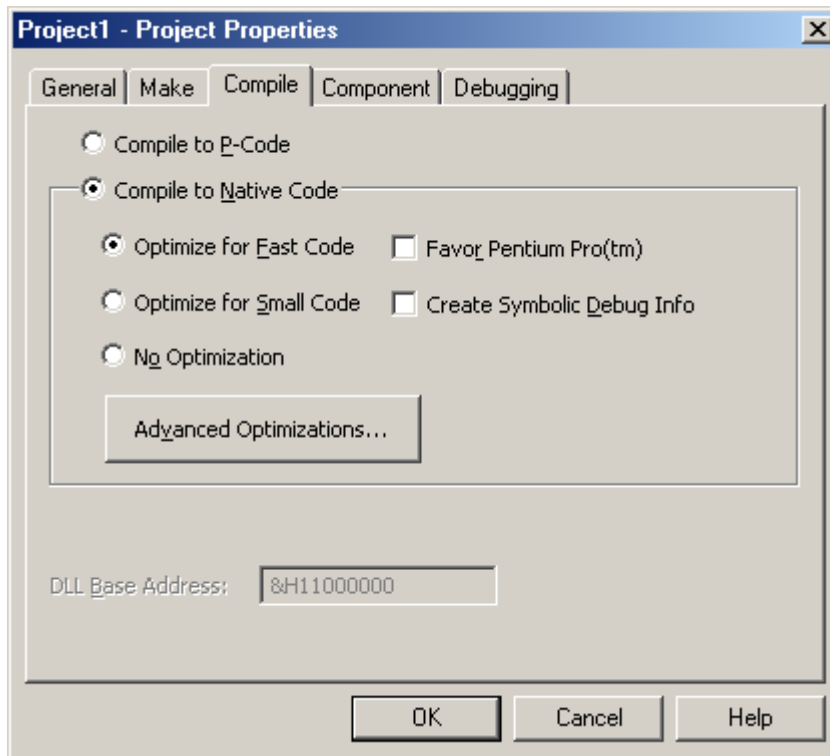 Project1 - Project Properties
General Make Compile Component Debugging
Compile to P-Code
Compile to Native Code
Optimize for Fast Code Favor Pentium Pro(tm)
Optimize for Small Code Create Symbolic Debug Info
No Optimization
Advanced Optimizations...
DLL Base Address: &H11000000
OK Cancel Help